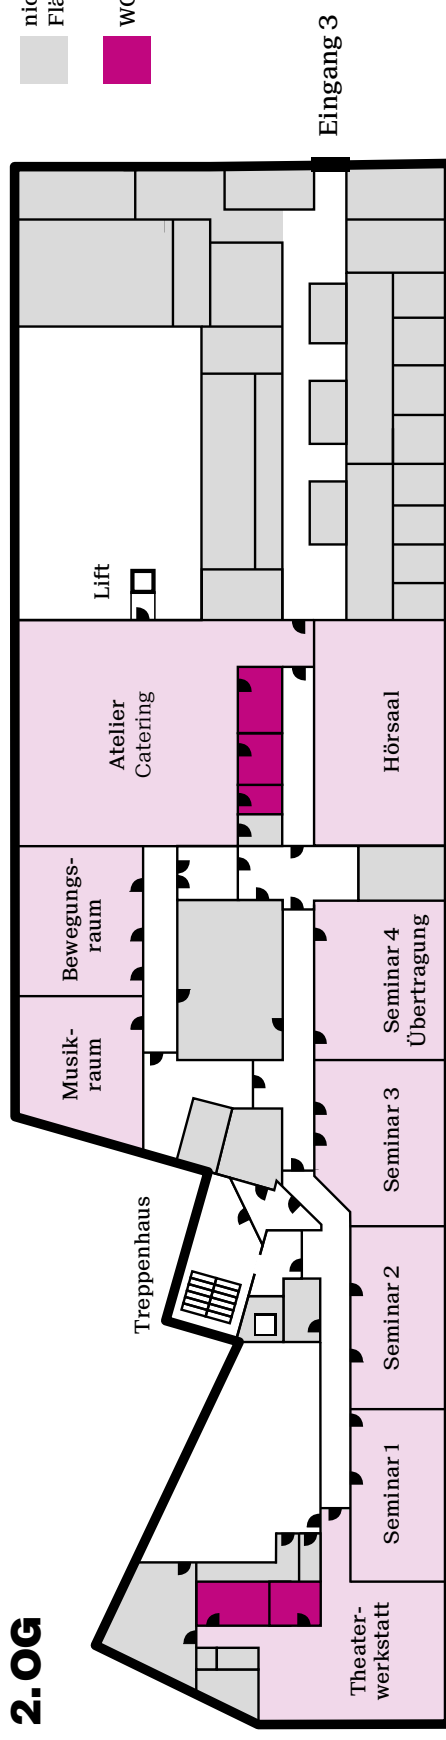 2. OG
Theater-
werkstatt
Seminar 1
Seminar 2
Seminar 3
Seminar 4
Übertragung
Hörsaal
Treppenhaus
Musik-
raum
Bewegungs-
raum
Atelier
Catering
Lift
Eingang 3